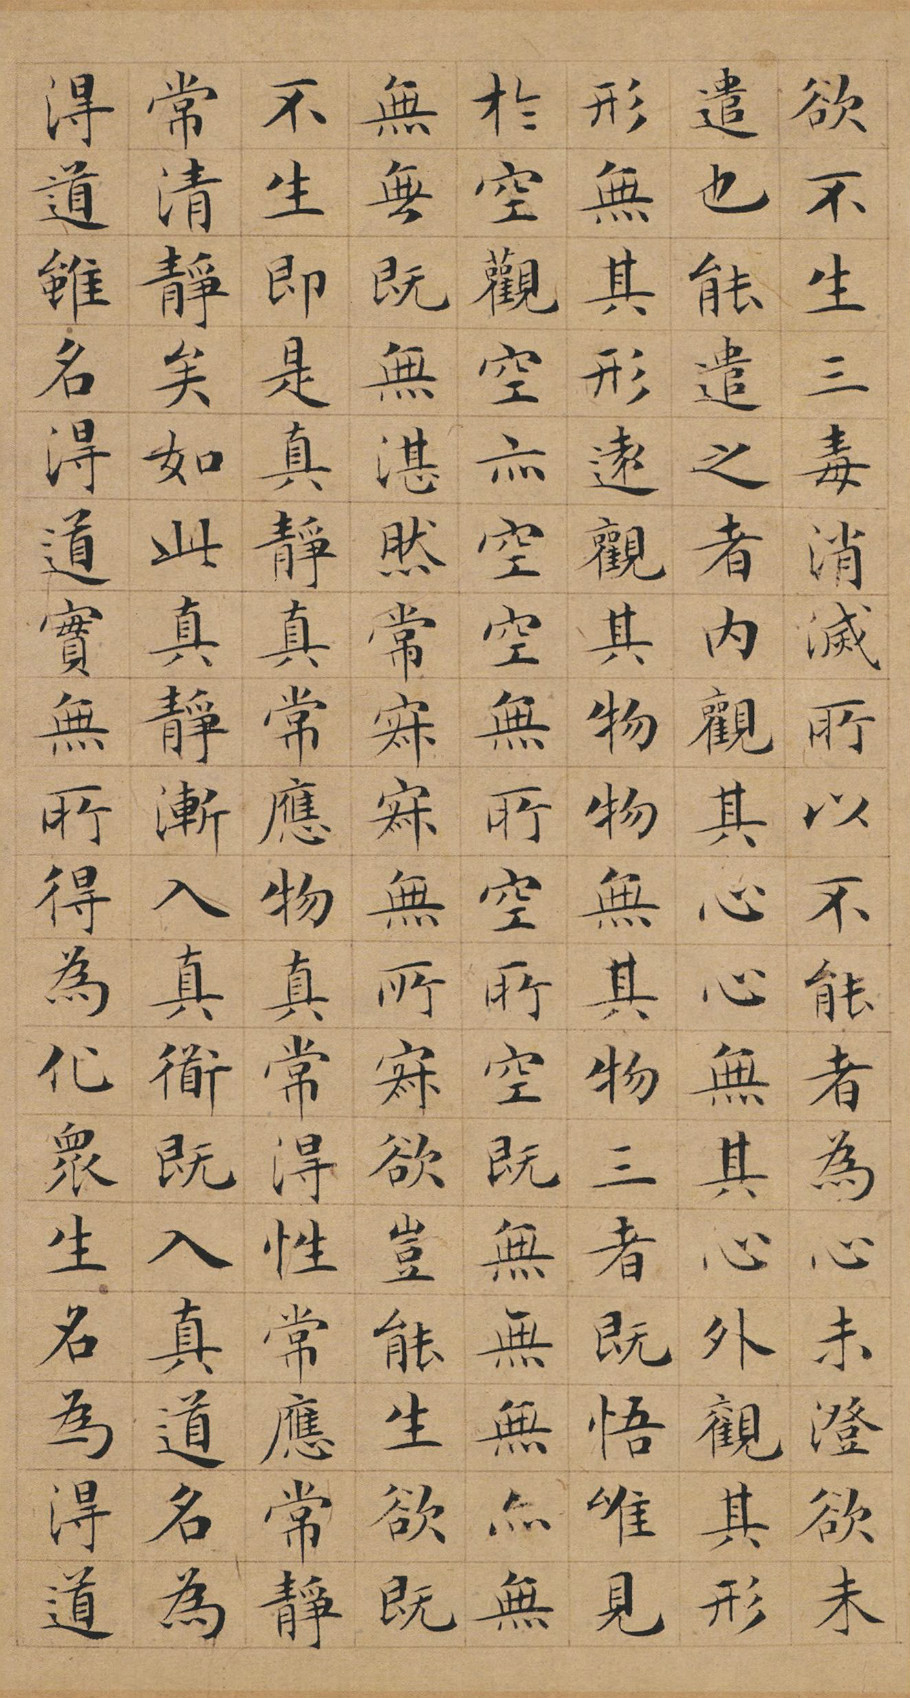 欲不生三毒消滅所以不能者為心未澄欲未
遣也能遣之者内觀其心心無其心外觀其形
形無其形遠觀其物物無其物三者既悟唯見
於空觀空亦空空無所空所空既無無無亦無
無無既無湛然常寂寂無所寂欲豈能生欲既
不生即是真靜真常應物真常得性常應常靜
常清靜矣如此真靜漸入真衜既入真道名為
得道雖名得道實無所得為化眾生名為得道